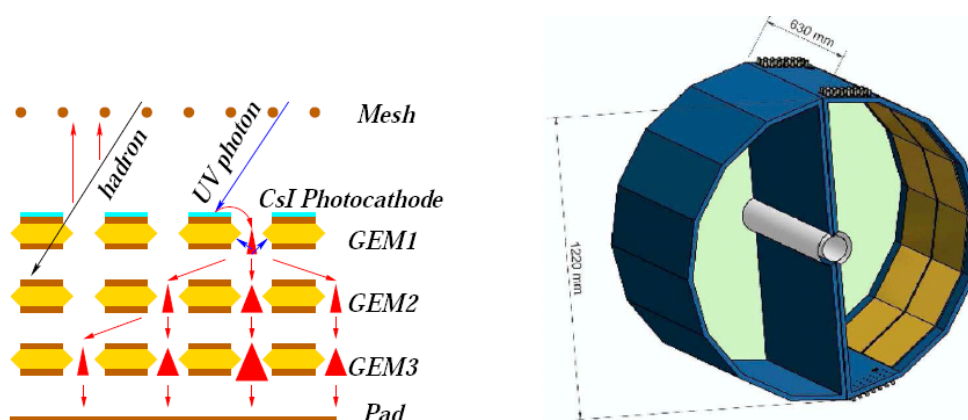 Mesh
hadron
UV photon
CsI Photocathode
GEM1
GEM2
GEM3
Pad
630 mm
1220 mm